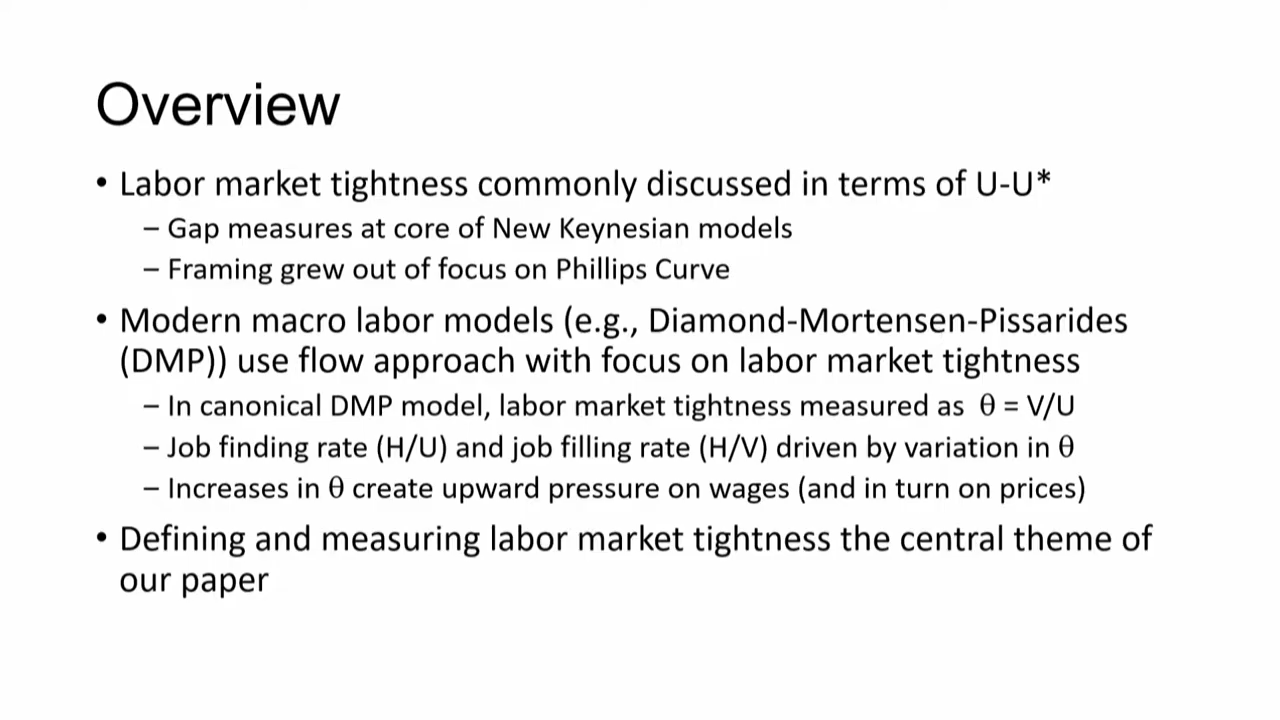 Overview
• Labor market tightness commonly discussed in terms of U-U*
– Gap measures at core of New Keynesian models
– Framing grew out of focus on Phillips Curve
• Modern macro labor models (e.g., Diamond-Mortensen-Pissarides
(DMP)) use flow approach with focus on labor market tightness
– In canonical DMP model, labor market tightness measured as θ = V/U
– Job finding rate (H/U) and job filling rate (H/V) driven by variation in θ
– Increases in θ create upward pressure on wages (and in turn on prices)
• Defining and measuring labor market tightness the central theme of
our paper